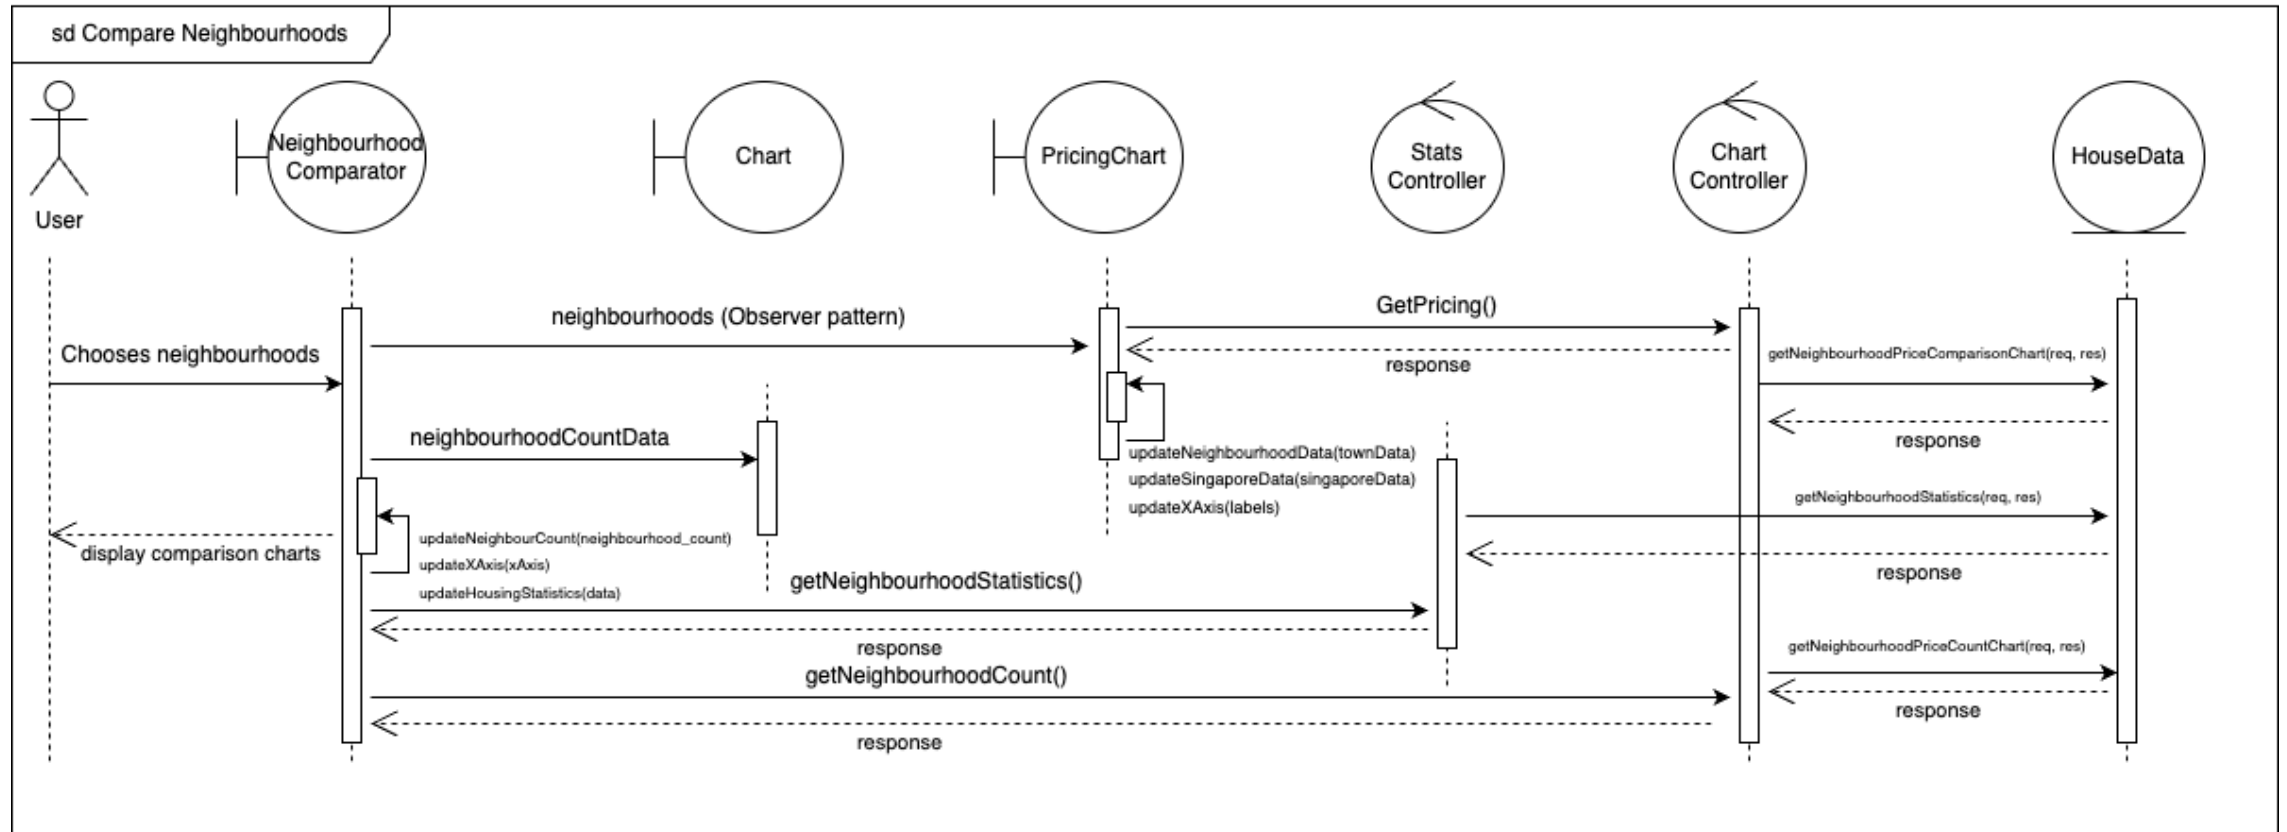 sd Compare Neighbourhoods
User
Neighbourhood
Comparator
Chart
PricingChart
Stats
Controller
Chart
Controller
HouseData
neighbourhoods (Observer pattern)
GetPricing()
Chooses neighbourhoods
response
getNeighbourhoodPriceComparisonChart(req, res)
neighbourhoodCountData
response
updateNeighbourhoodData(townData)
updateSingaporeData(singaporeData)
updateXAxis(labels)
getNeighbourhoodStatistics(req, res)
display comparison charts
updateNeighbourCount(neighbourhood_count)
updateXAxis(xAxis)
updateHousingStatistics(data)
getNeighbourhoodStatistics()
response
response
getNeighbourhoodPriceCountChart(req, res)
getNeighbourhoodCount()
response
response